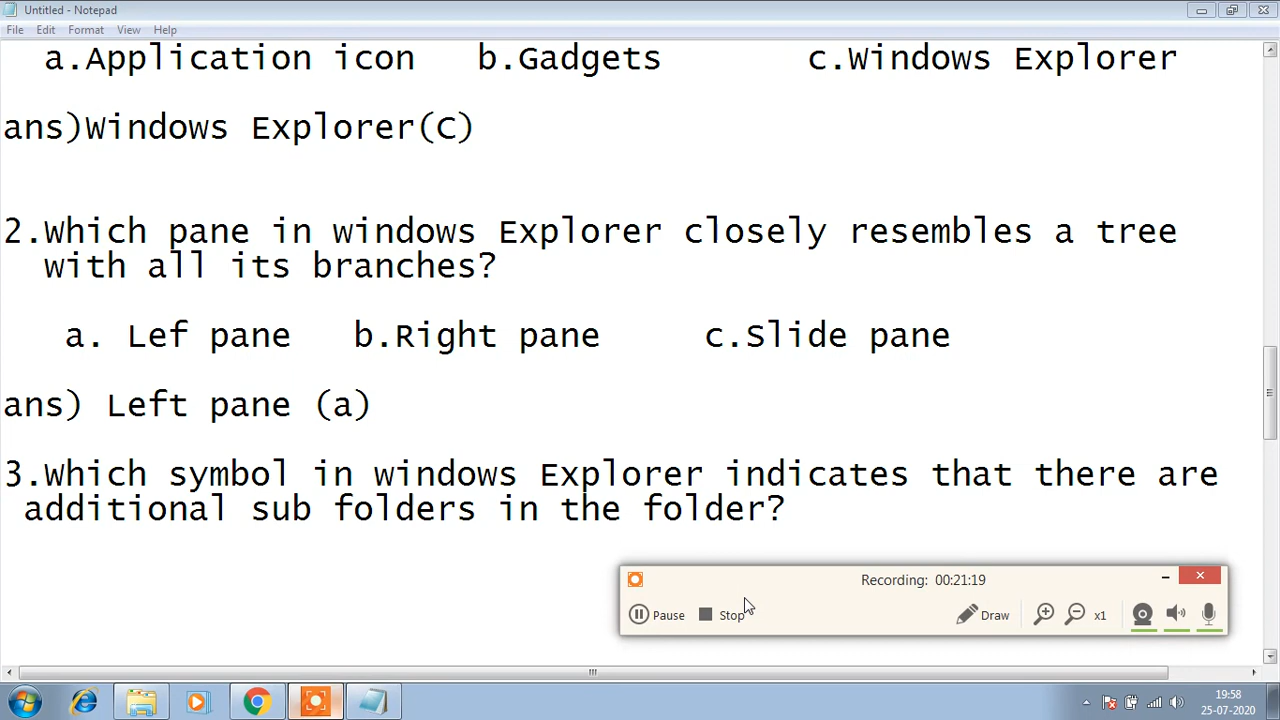 Untitled - Notepad
File Edit Format View Help
a.Application icon b.Gadgets c.Windows Explorer
ans)Windows Explorer(C)
2.Which pane in windows Explorer closely resembles a tree
with all its branches?
a. Lef pane b.Right pane c.Slide pane
ans) Left pane (a)
3.Which symbol in windows Explorer indicates that there are
additional sub folders in the folder?
Recording: 00:21:19
Pause Stop Draw x1
19:58
25-07-2020